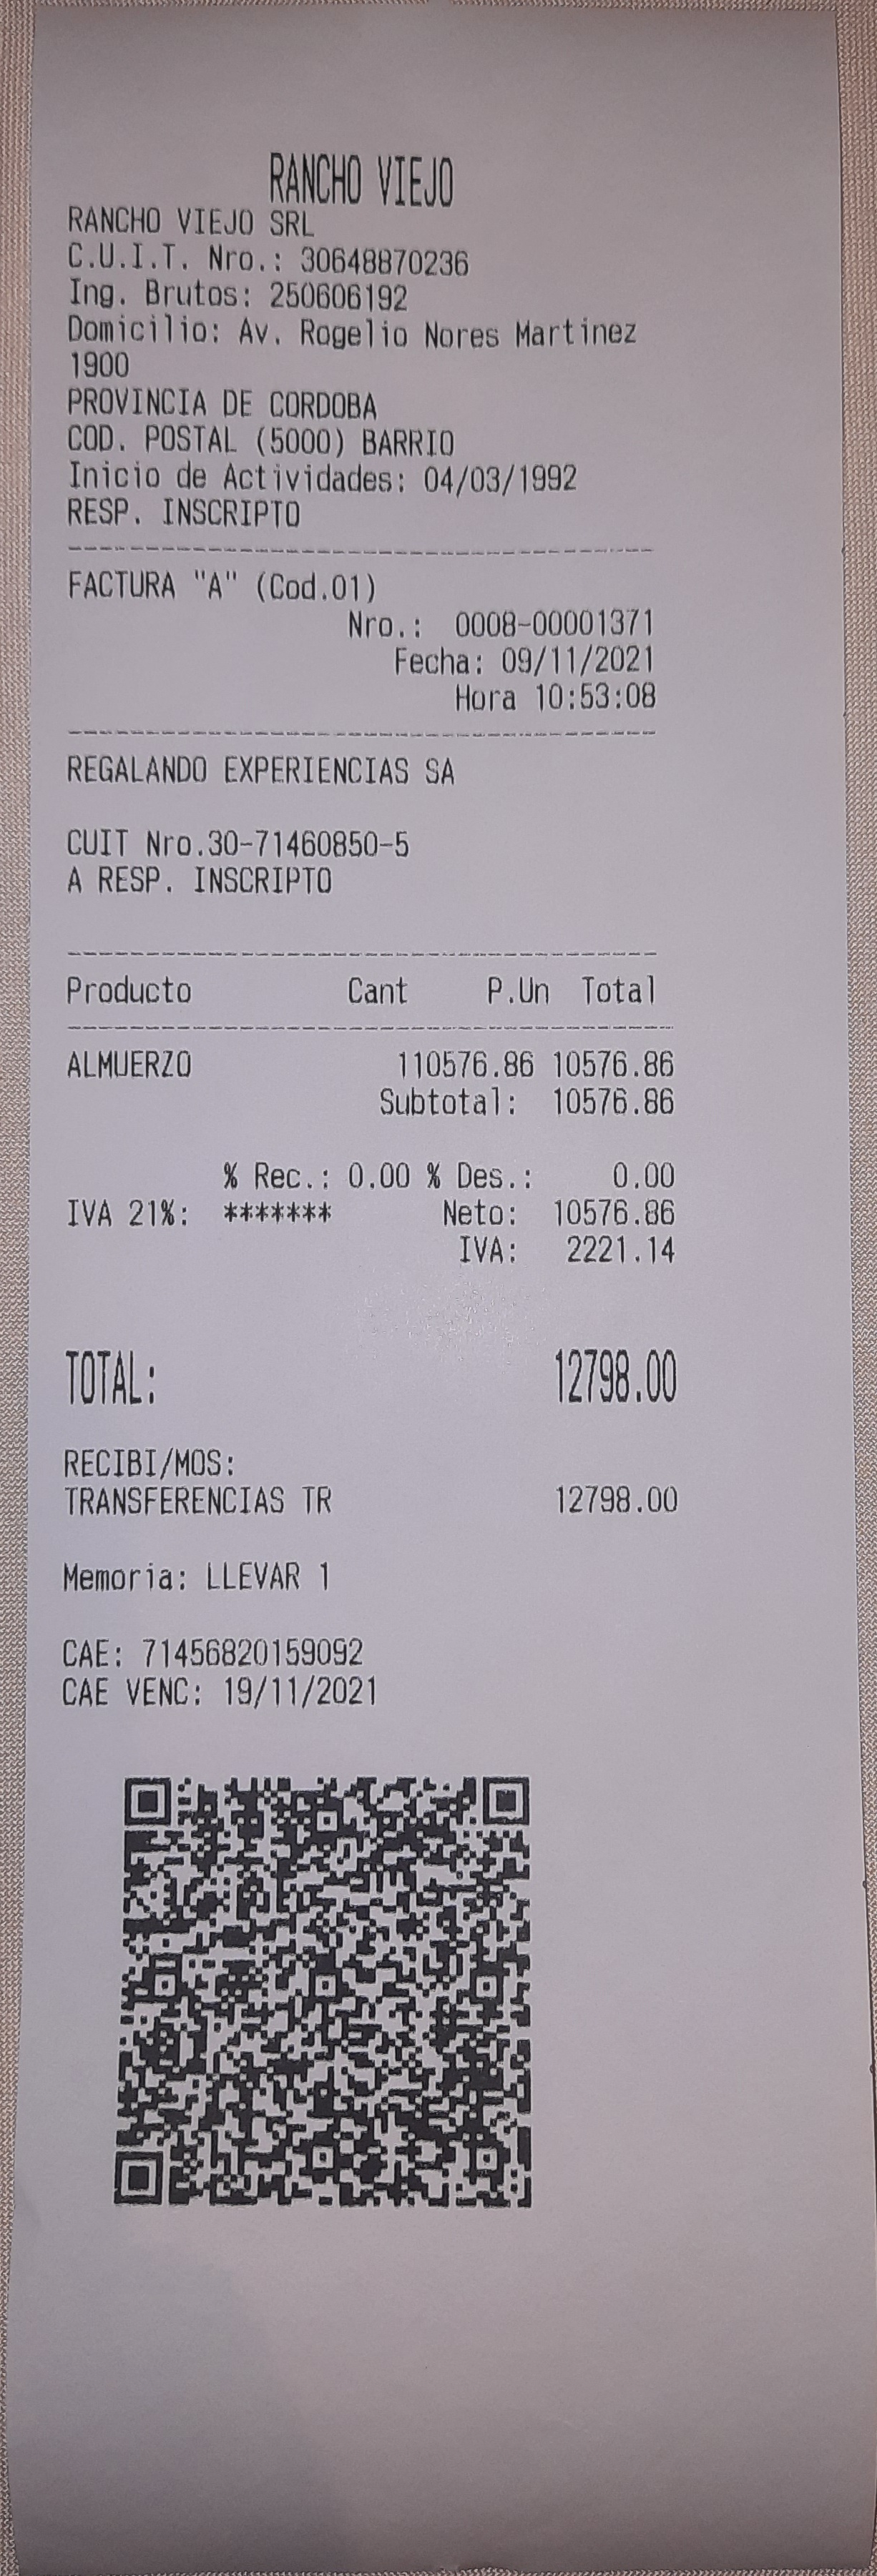 RANCHO VIEJO
RANCHO VIEJO SRL
C.U.I.T. Nro.: 30648870236
Ing. Brutos: 250606192
Domicilio: Av. Rogelio Nores Martinez
1900
PROVINCIA DE CORDOBA
COD. POSTAL (5000) BARRIO
Inicio de Actividades: 04/03/1992
RESP. INSCRIPTO
FACTURA "A" (Cod.01)
Nro.: 0008-00001371
Fecha: 09/11/2021
Hora 10:53:08
REGALANDO EXPERIENCIAS SA
CUIT Nro.30-71460850-5
A RESP. INSCRIPTO
Producto Cant P.Un Total
ALMUERZO 110576.86 10576.86
Subtotal: 10576.86
% Rec.: 0.00 % Des.: 0.00
IVA 21%: ******* Neto: 10576.86
IVA: 2221.14
TOTAL: 12798.00
RECIBI/MOS:
TRANSFERENCIAS TR 12798.00
Memoria: LLEVAR 1
CAE: 71456820159092
CAE VENC: 19/11/2021